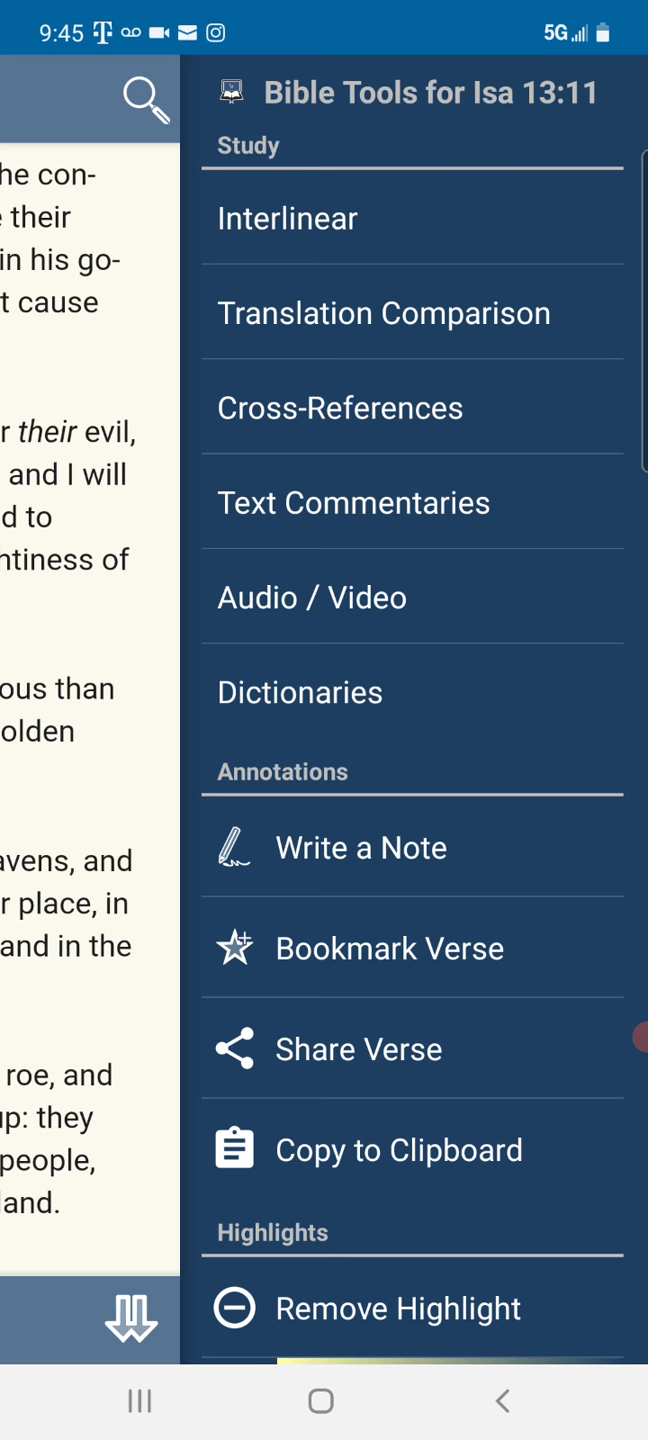 9:45
5G
he con-
their
in his go-
t cause
r their evil,
and I will
d to
ntiness of
ous than
olden
avens, and
r place, in
and in the
roe, and
up: they
people,
land.
Bible Tools for Isa 13:11
Study
Interlinear
Translation Comparison
Cross-References
Text Commentaries
Audio / Video
Dictionaries
Annotations
Write a Note
Bookmark Verse
Share Verse
Copy to Clipboard
Highlights
Remove Highlight